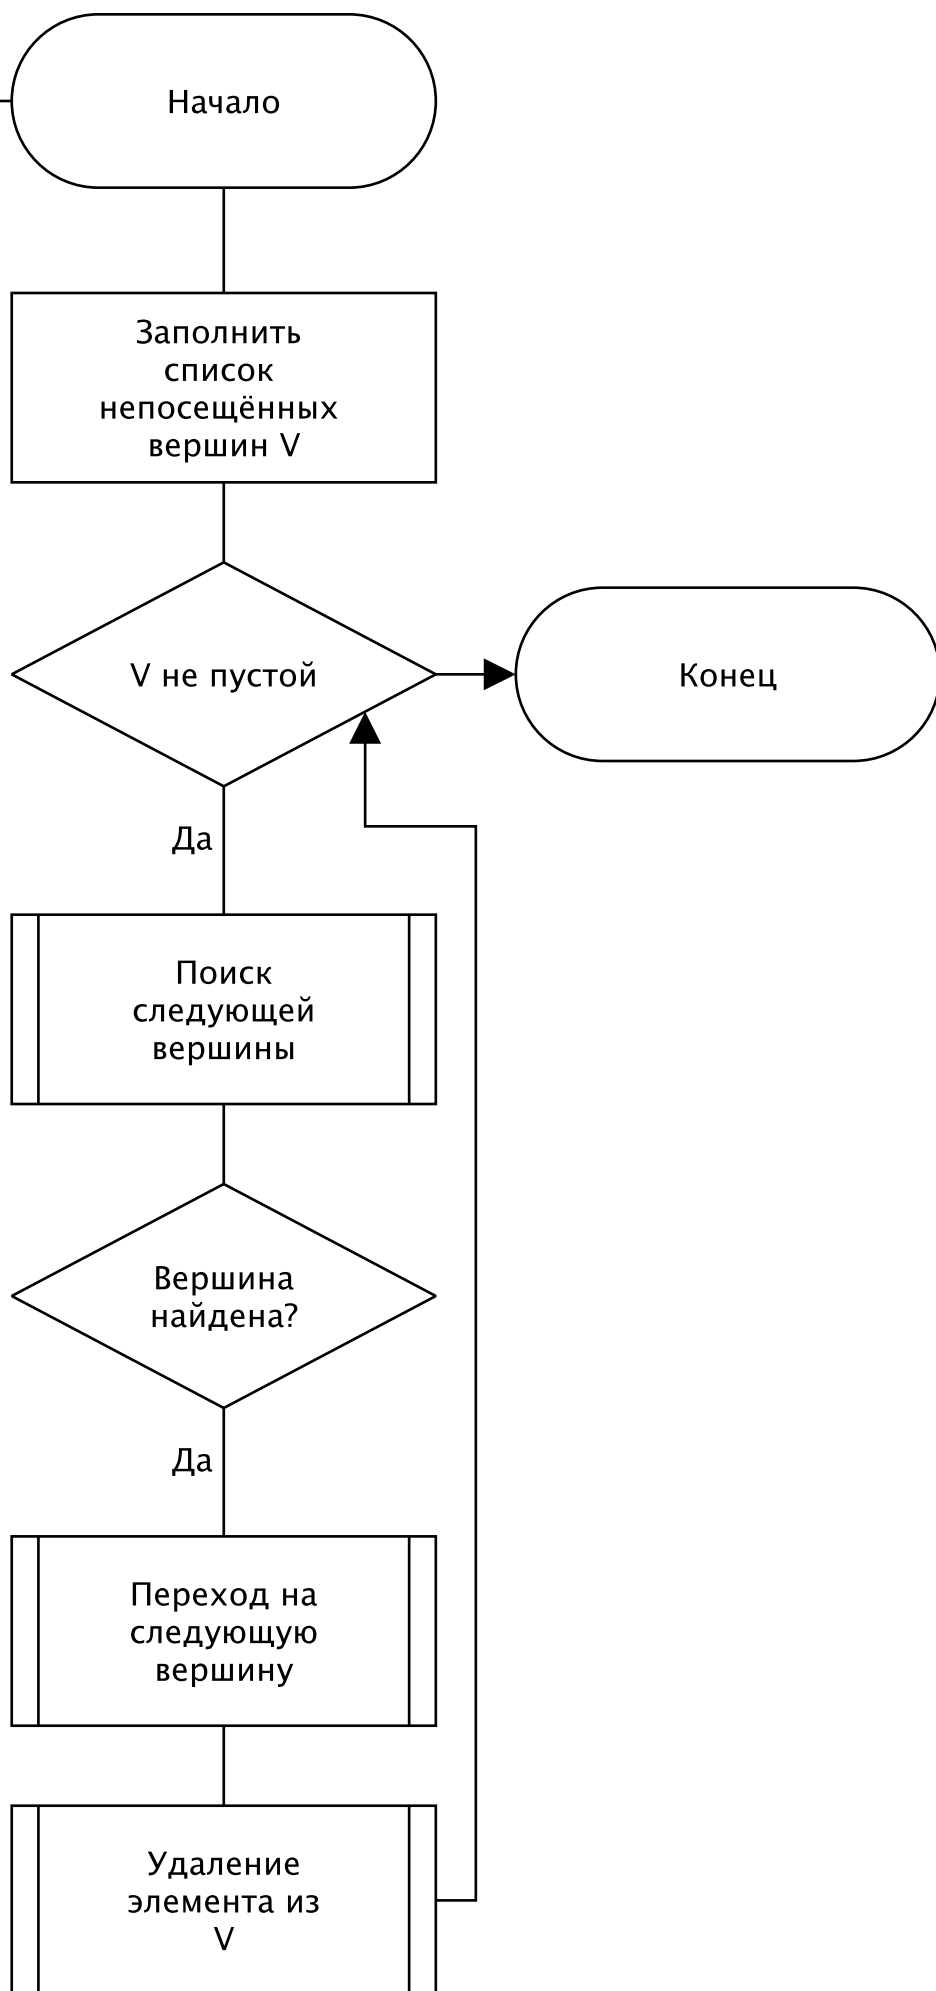 Начало
Заполнить
список
непосещённых
вершин V
V не пустой
Конец
Да
Поиск
следующей
вершины
Вершина
найдена?
Да
Переход на
следующую
вершину
Удаление
элемента из
V